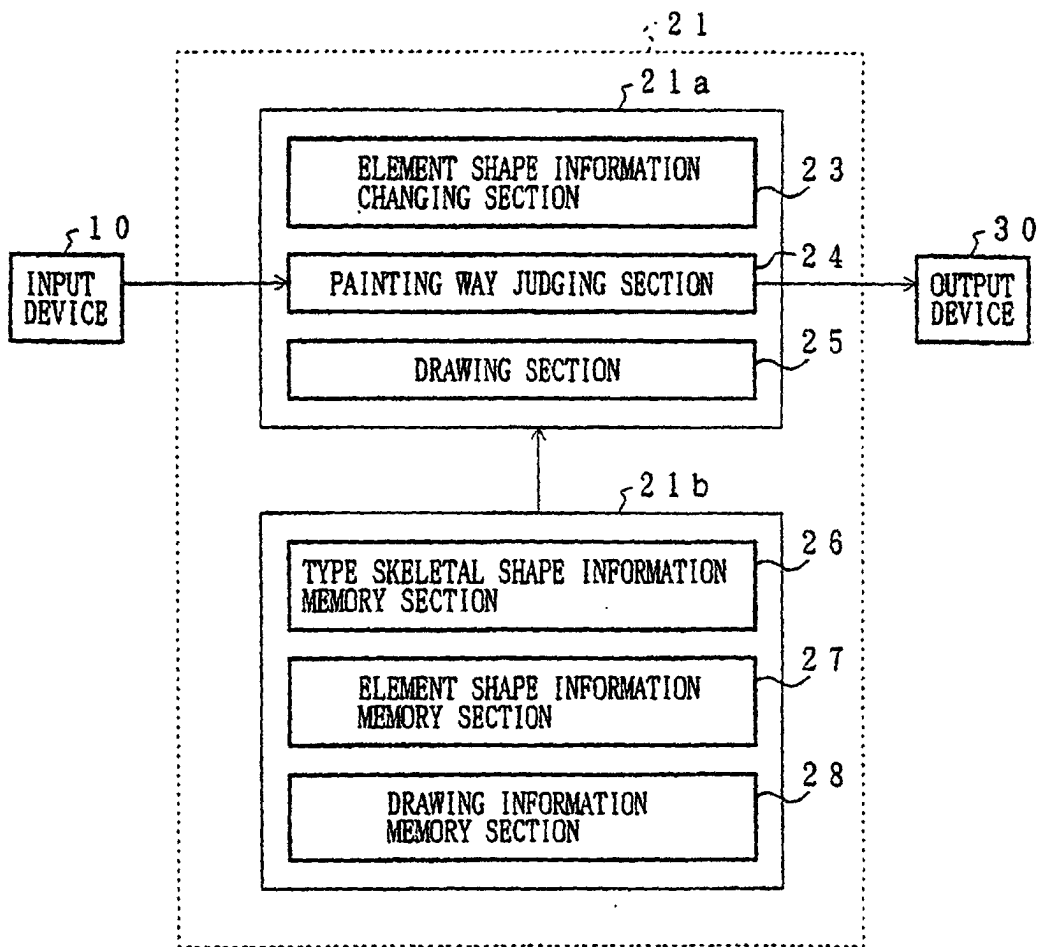 21
21a
ELEMENT SHAPE INFORMATION
CHANGING SECTION
23
10
INPUT
DEVICE
PAINTING WAY JUDGING SECTION
24
30
OUTPUT
DEVICE
DRAWING SECTION
25
21b
TYPE SKELETAL SHAPE INFORMATION
MEMORY SECTION
26
ELEMENT SHAPE INFORMATION
MEMORY SECTION
27
DRAWING INFORMATION
MEMORY SECTION
28